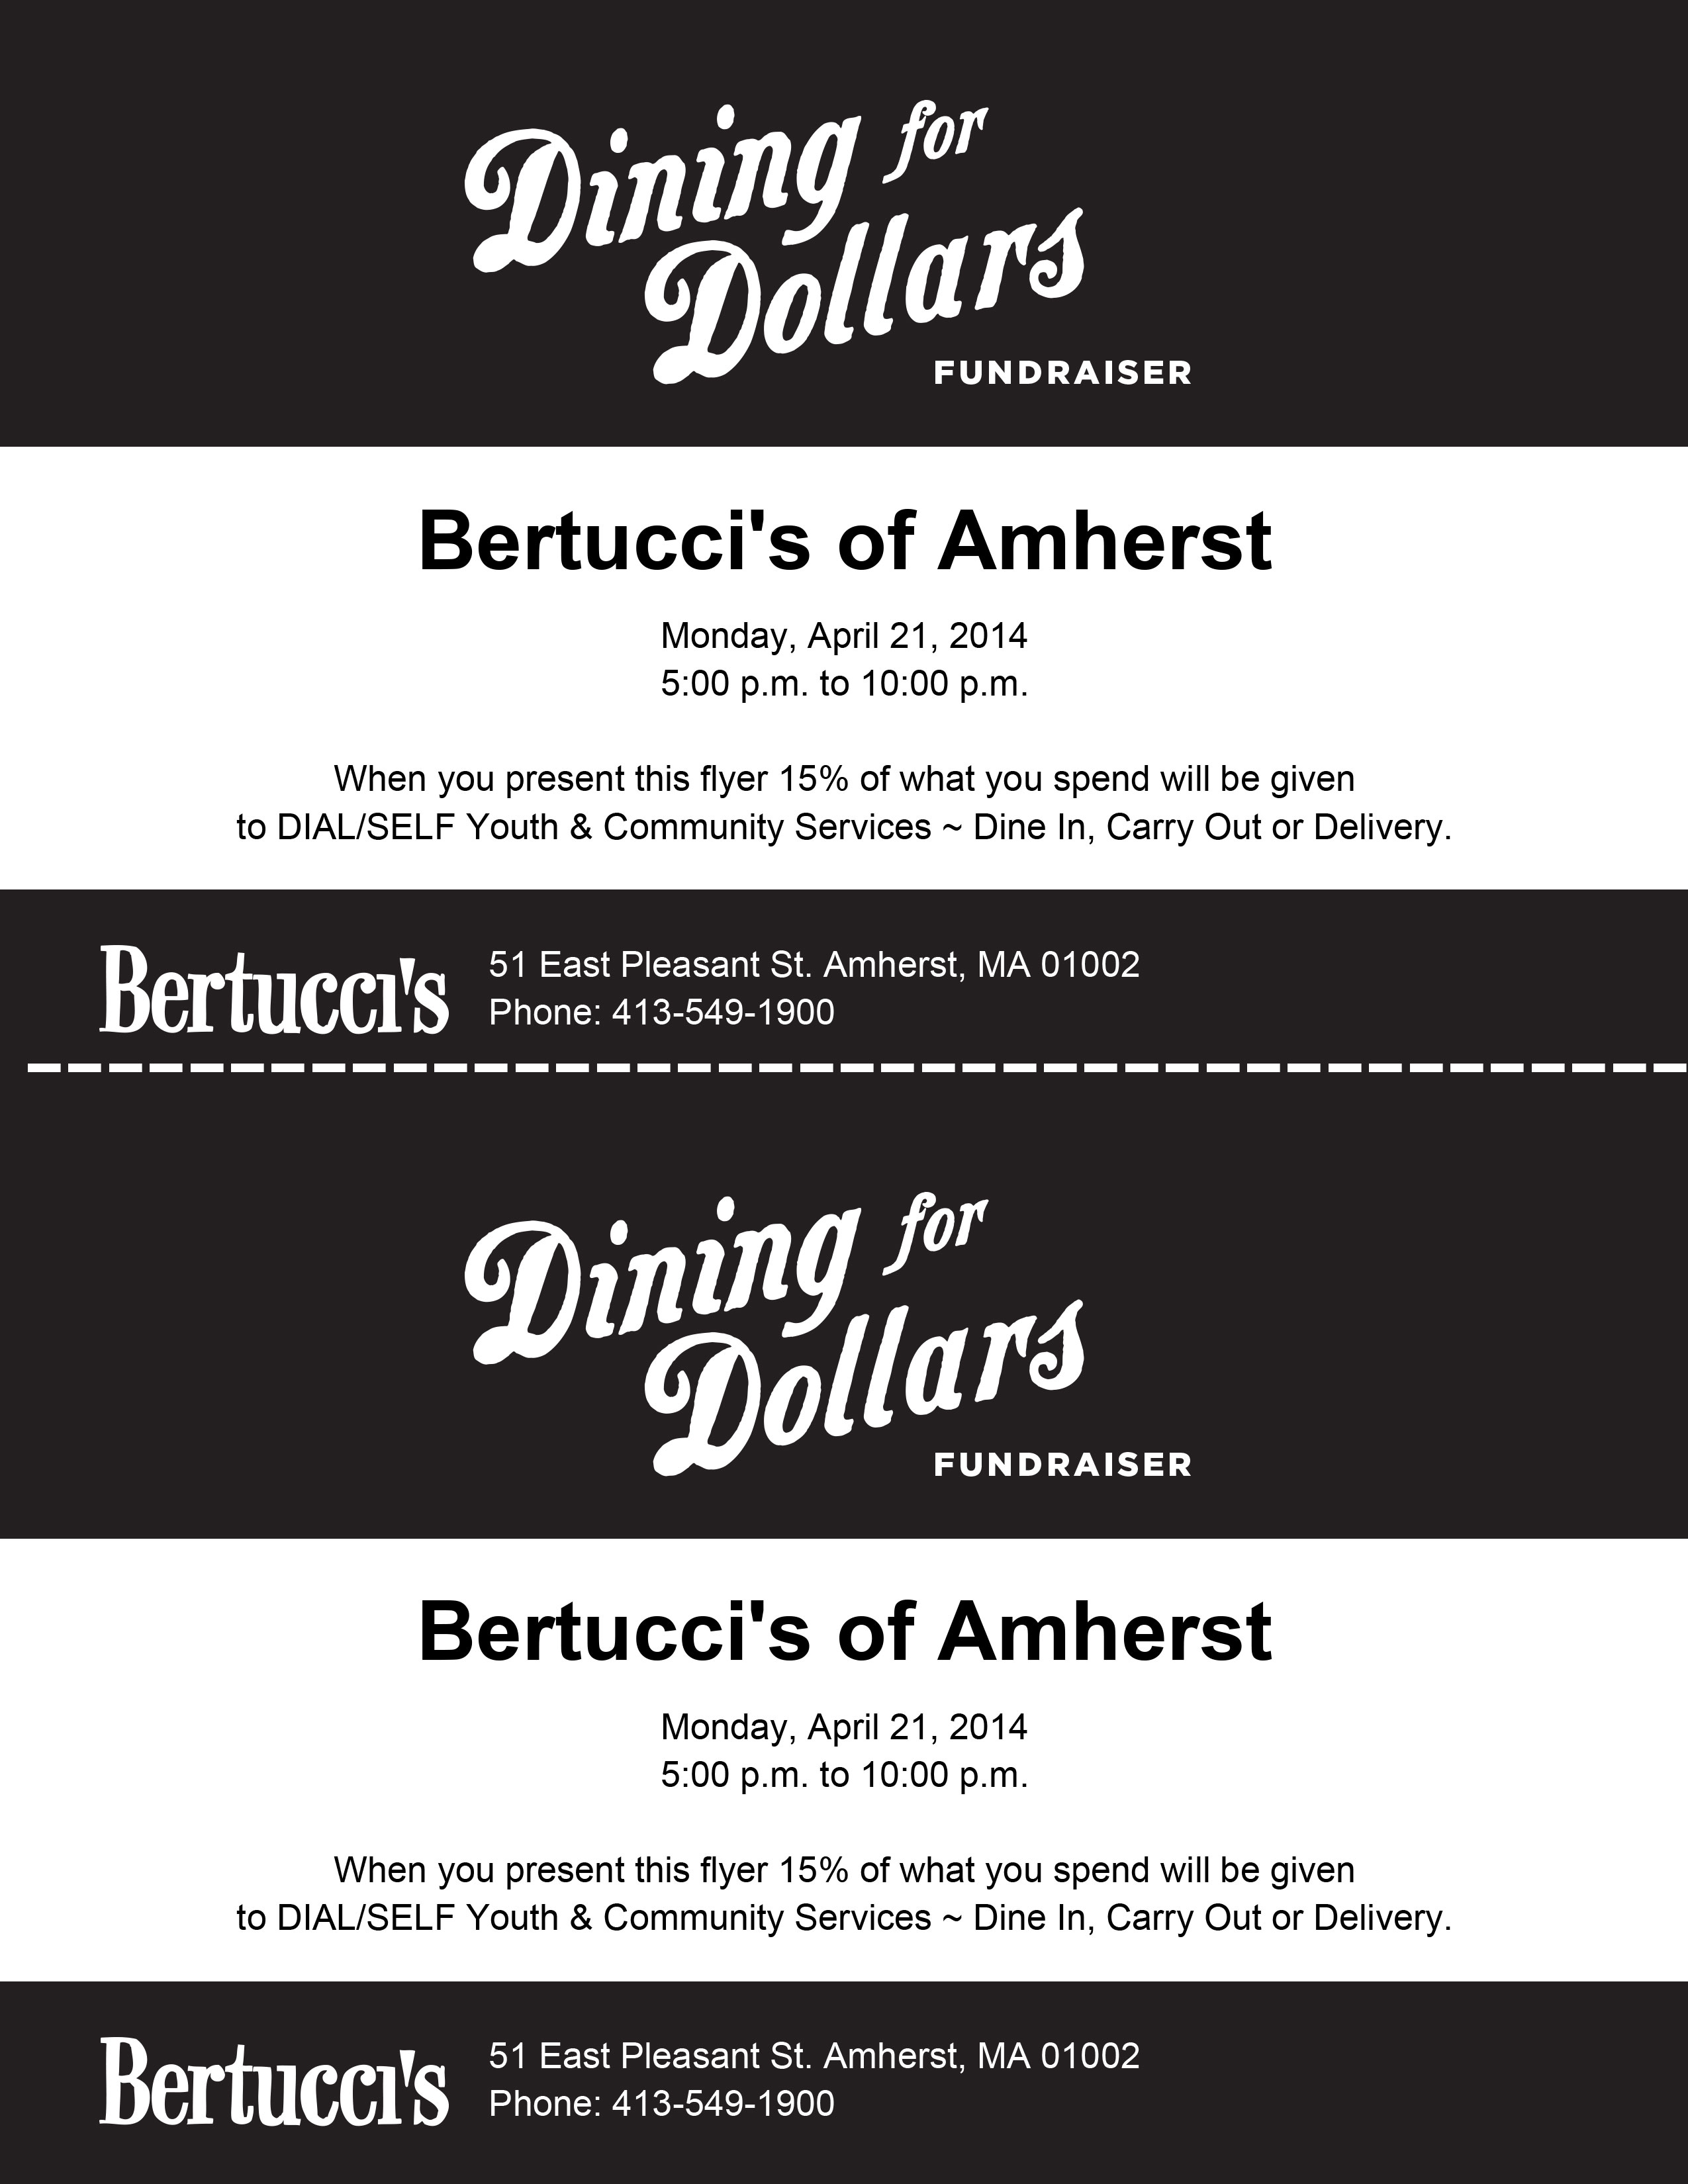 Dining for
Dollars
FUNDRAISER
Bertucci's of Amherst
Monday, April 21, 2014
5:00 p.m. to 10:00 p.m.
When you present this flyer 15% of what you spend will be given
to DIAL/SELF Youth & Community Services ~ Dine In, Carry Out or Delivery.
Bertucci's
51 East Pleasant St. Amherst, MA 01002
Phone: 413-549-1900
Dining for
Dollars
FUNDRAISER
Bertucci's of Amherst
Monday, April 21, 2014
5:00 p.m. to 10:00 p.m.
When you present this flyer 15% of what you spend will be given
to DIAL/SELF Youth & Community Services ~ Dine In, Carry Out or Delivery.
Bertucci's
51 East Pleasant St. Amherst, MA 01002
Phone: 413-549-1900